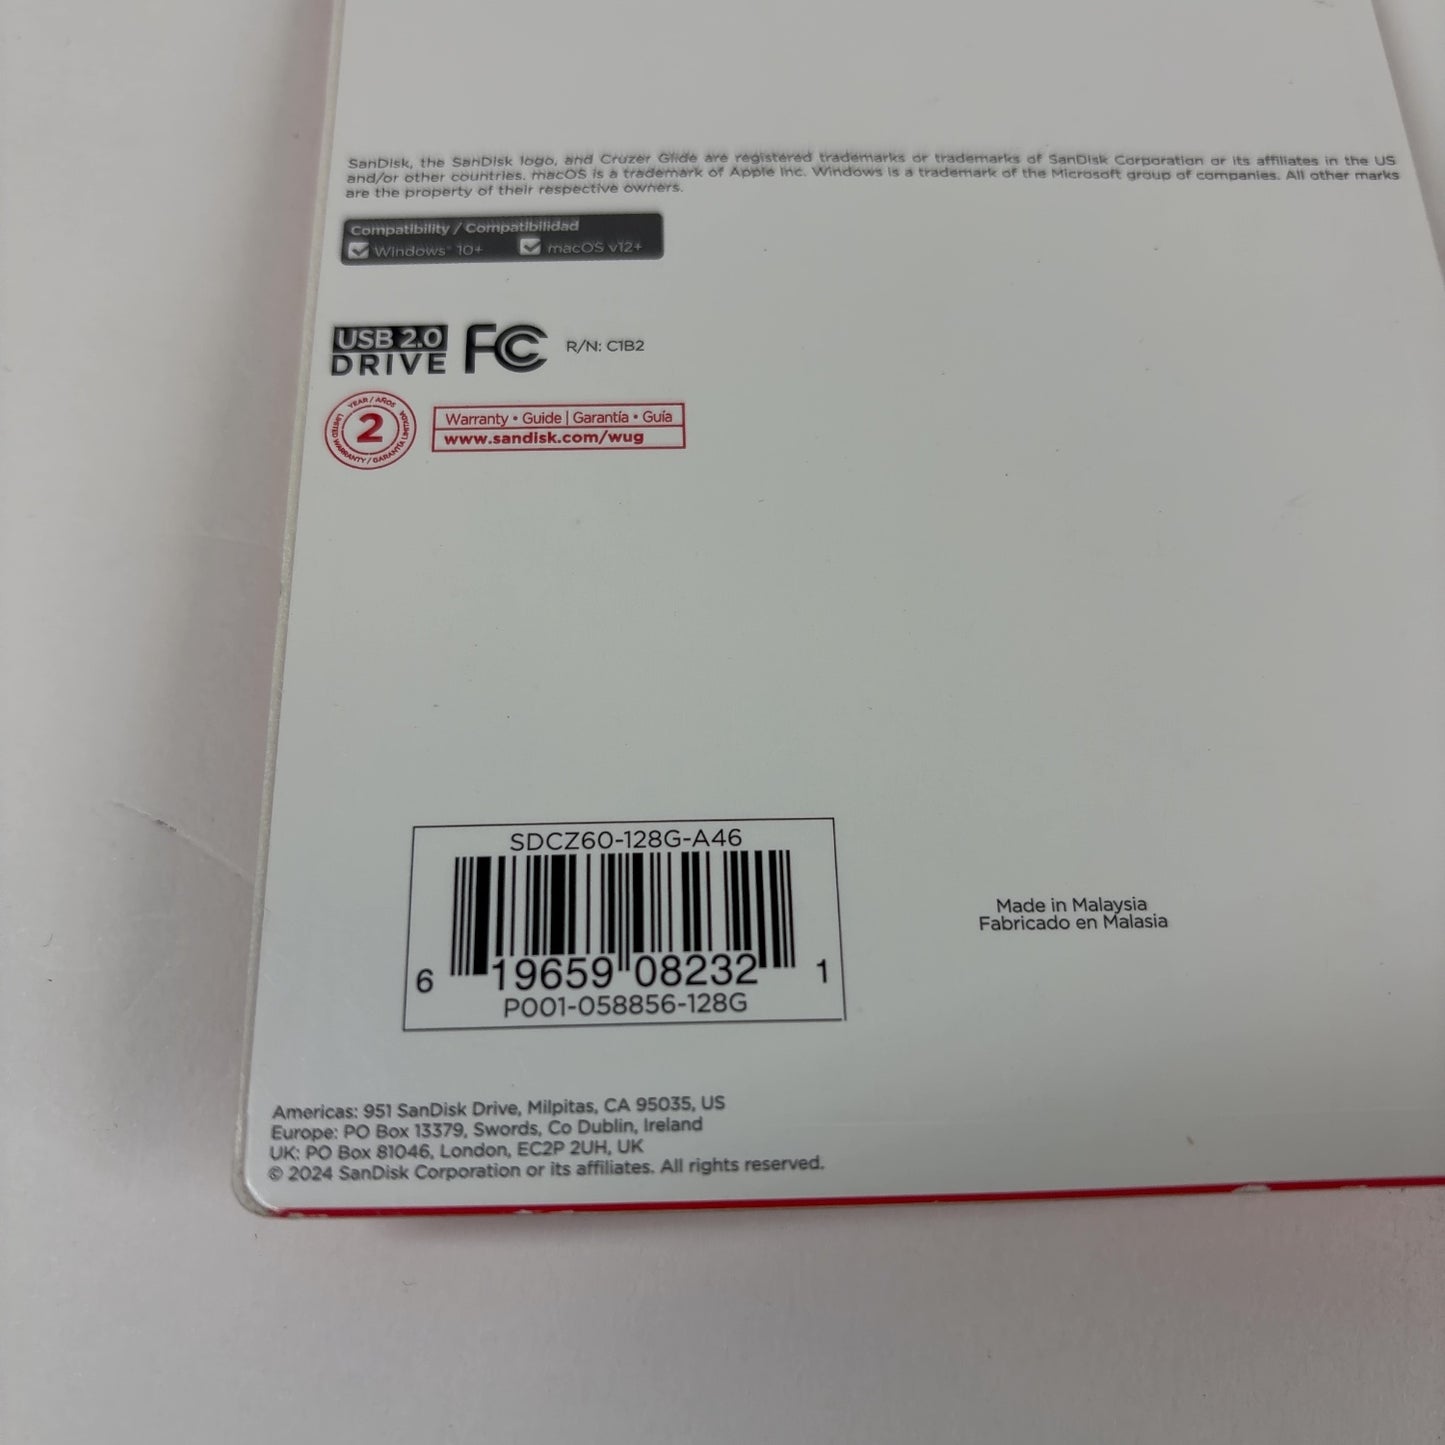 SanDisk, the SanDisk logo, and Cruzer Glide are registered trademarks or trademarks of SanDisk Corporation or its affiliates in the US
and/or other countries. macOS is a trademark of Apple Inc. Windows is a trademark of the Microsoft group of companies. All other marks
are the property of their respective owners.
Compatibility / Compatibilidad
Windows® 10+ macOS v12+
USB 2.0
DRIVE
FC
R/N: C1B2
YEAR / AÑOS
2
LIMITED WARRANTY / GARANTÍA LIMITADA
Warranty • Guide | Garantía • Guía
www.sandisk.com/wug
SDCZ60-128G-A46
6 19659 08232 1
P001-058856-128G
Made in Malaysia
Fabricado en Malasia
Americas: 951 SanDisk Drive, Milpitas, CA 95035, US
Europe: PO Box 13379, Swords, Co Dublin, Ireland
UK: PO Box 81046, London, EC2P 2UH, UK
© 2024 SanDisk Corporation or its affiliates. All rights reserved.